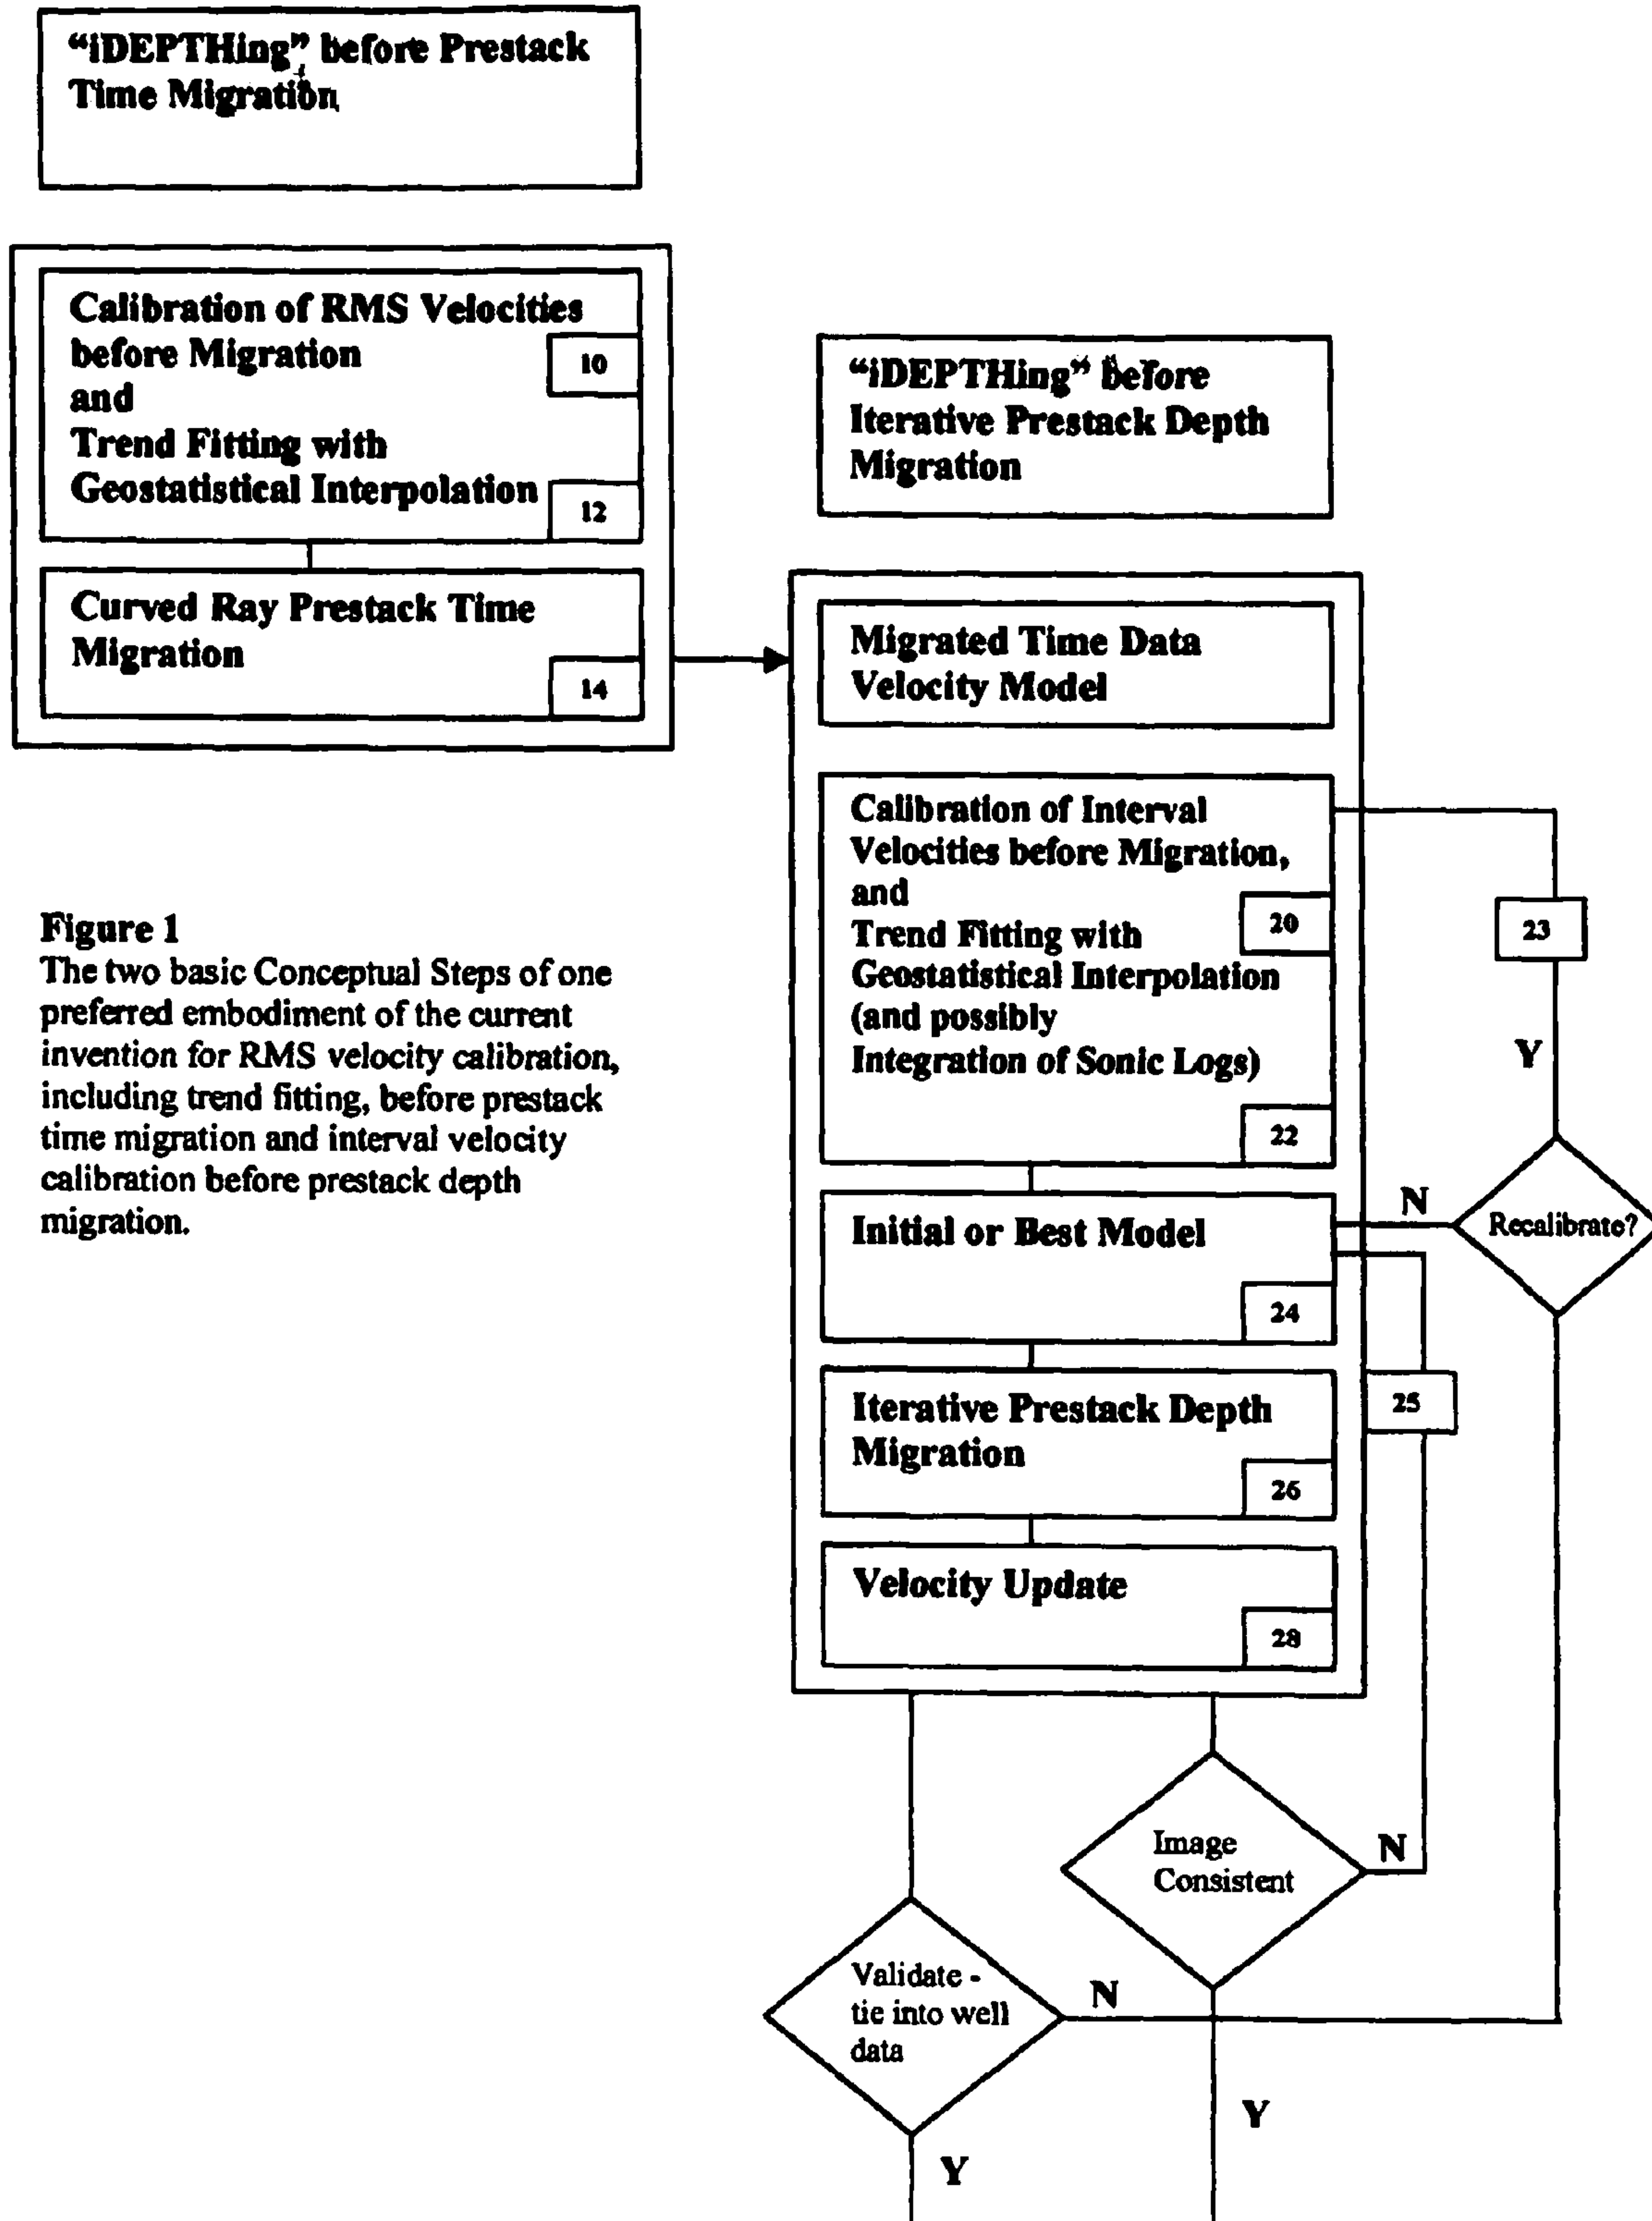 “iDEPTHing” before Prestack
Time Migration
Calibration of RMS Velocities
before Migration
10
and
Trend Fitting with
Geostatistical Interpolation
12
Curved Ray Prestack Time
Migration
14
“iDEPTHing” before
Iterative Prestack Depth
Migration
Migrated Time Data
Velocity Model
Calibration of Interval
Velocities before Migration,
and
20
Trend Fitting with
Geostatistical Interpolation
(and possibly
Integration of Sonic Logs)
22
23
Y
N
Recalibrate?
Initial or Best Model
24
25
Iterative Prestack Depth
Migration
26
Velocity Update
28
Image
Consistent
N
Validate -
tie into well
data
N
Y
Y
Figure 1
The two basic Conceptual Steps of one
preferred embodiment of the current
invention for RMS velocity calibration,
including trend fitting, before prestack
time migration and interval velocity
calibration before prestack depth
migration.